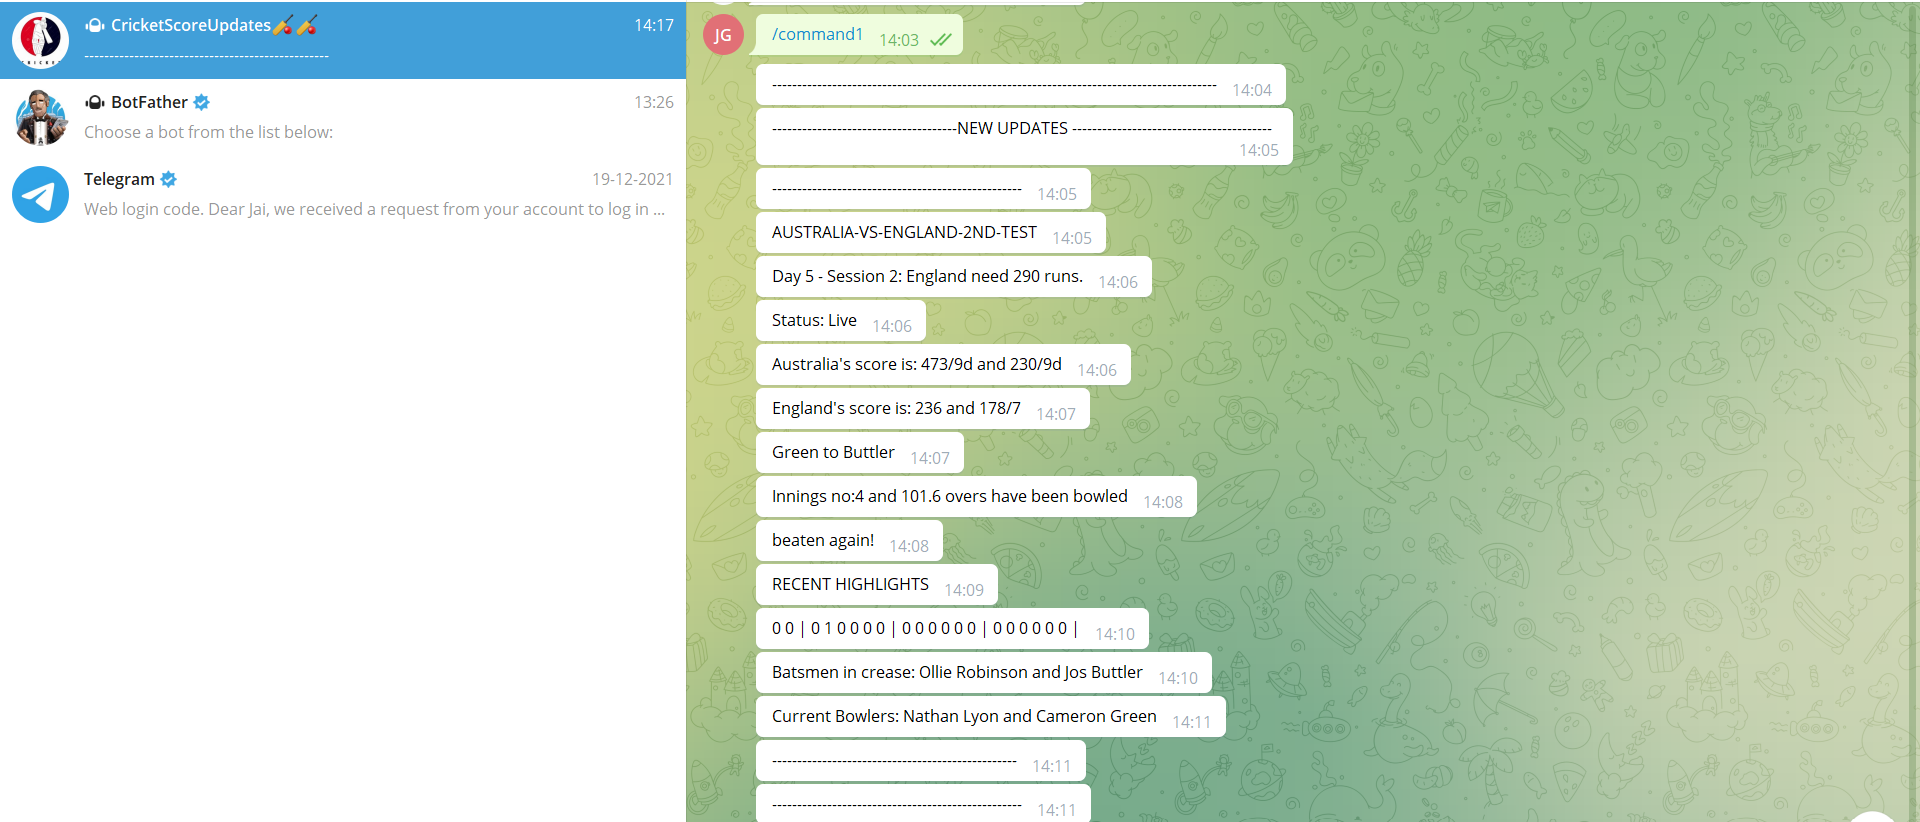 CricketScoreUpdates🏏🏏 14:17
-------------------------------------------------
BotFather 13:26
Choose a bot from the list below:
Telegram 19-12-2021
Web login code. Dear Jai, we received a request from your account to log in ...
JG
/command1 14:03
----------------------------------------------------------------------------------------- 14:04
-------------------------------------NEW UPDATES ----------------------------------------
14:05
-------------------------------------------------- 14:05
AUSTRALIA-VS-ENGLAND-2ND-TEST 14:05
Day 5 - Session 2: England need 290 runs. 14:06
Status: Live 14:06
Australia's score is: 473/9d and 230/9d 14:06
England's score is: 236 and 178/7 14:07
Green to Buttler 14:07
Innings no:4 and 101.6 overs have been bowled 14:08
beaten again! 14:08
RECENT HIGHLIGHTS 14:09
0 0 | 0 1 0 0 0 0 | 0 0 0 0 0 0 | 0 0 0 0 0 0 | 14:10
Batsmen in crease: Ollie Robinson and Jos Buttler 14:10
Current Bowlers: Nathan Lyon and Cameron Green 14:11
------------------------------------------------- 14:11
-------------------------------------------------- 14:11